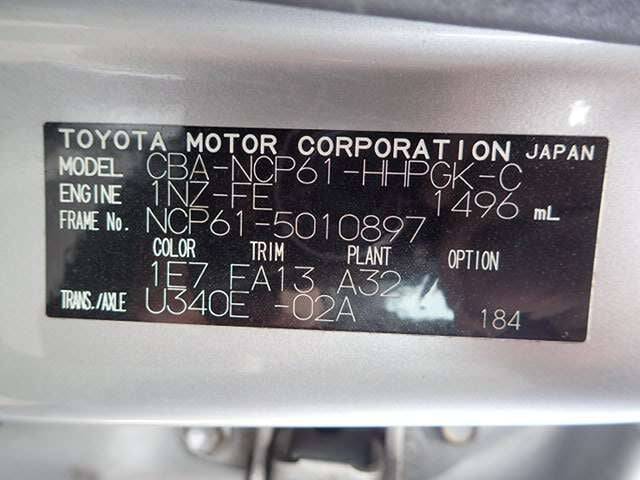 TOYOTA MOTOR CORPORATION JAPAN
MODEL CBA-NCP61-HHPGK-C
ENGINE 1NZ-FE 1496 mL
FRAME No. NCP61-5010897
COLOR TRIM PLANT OPTION
1E7 FA13 A32 /
TRANS./AXLE U340E -02A 184